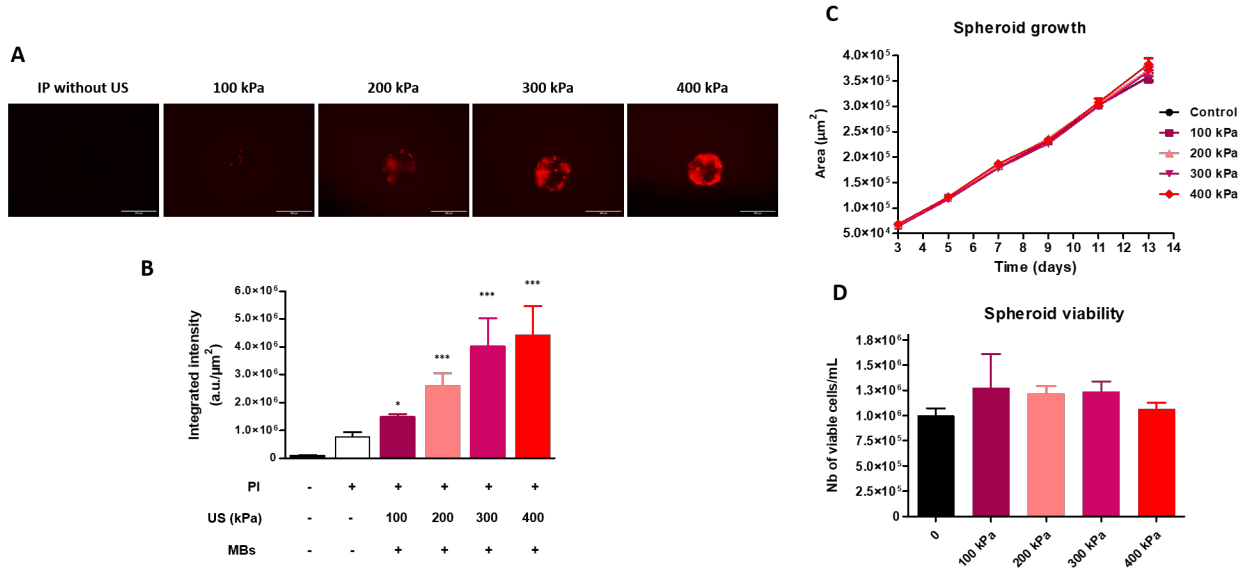 A
IP without US 100 kPa 200 kPa 300 kPa 400 kPa
B
Integrated intensity
(a.u./µm²)
6.0×10⁶
5.0×10⁶
4.0×10⁶
3.0×10⁶
2.0×10⁶
1.0×10⁶
0
* *** *** ***
PI - + + + + +
US (kPa) - - 100 200 300 400
MBs - - + + + +
C
Spheroid growth
Area (µm²)
4.0×10⁵
3.5×10⁵
3.0×10⁵
2.5×10⁵
2.0×10⁵
1.5×10⁵
1.0×10⁵
5.0×10⁴
3 4 5 6 7 8 9 10 11 12 13 14
Time (days)
Control
100 kPa
200 kPa
300 kPa
400 kPa
D
Spheroid viability
Nb of viable cells/mL
1.8×10⁶
1.3×10⁶
1.0×10⁶
7.5×10⁵
5.0×10⁵
2.5×10⁵
0
0 100 kPa 200 kPa 300 kPa 400 kPa